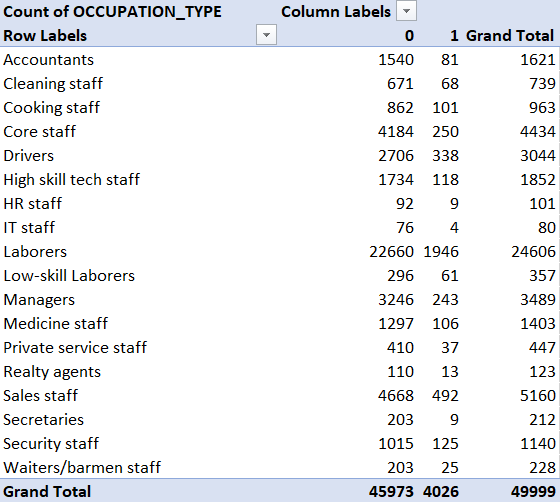 Count of OCCUPATION_TYPE Column Labels
Row Labels 0 1 Grand Total
Accountants 1540 81 1621
Cleaning staff 671 68 739
Cooking staff 862 101 963
Core staff 4184 250 4434
Drivers 2706 338 3044
High skill tech staff 1734 118 1852
HR staff 92 9 101
IT staff 76 4 80
Laborers 22660 1946 24606
Low-skill Laborers 296 61 357
Managers 3246 243 3489
Medicine staff 1297 106 1403
Private service staff 410 37 447
Realty agents 110 13 123
Sales staff 4668 492 5160
Secretaries 203 9 212
Security staff 1015 125 1140
Waiters/barmen staff 203 25 228
Grand Total 45973 4026 49999